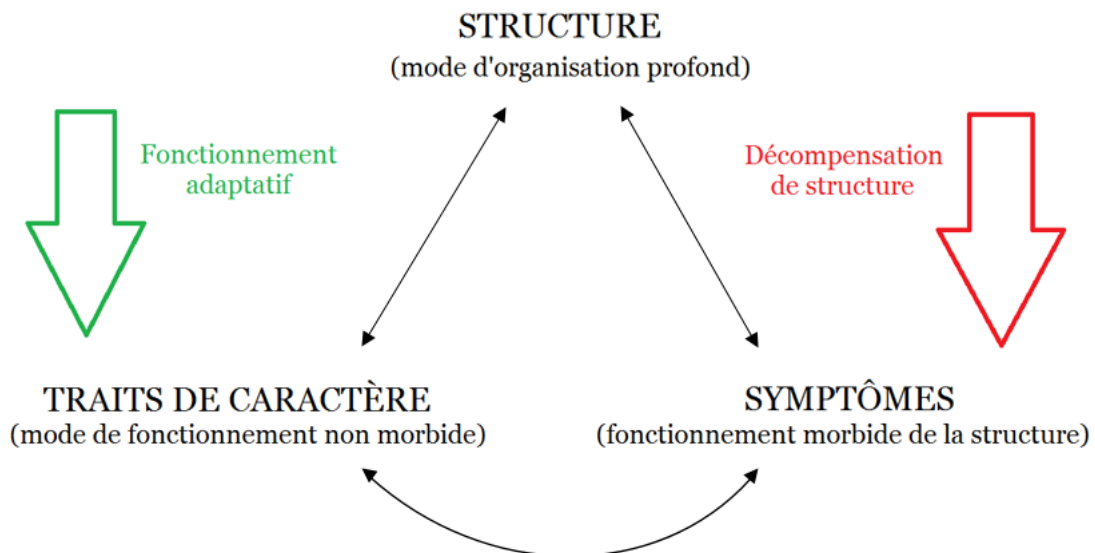 STRUCTURE
(mode d'organisation profond)
Fonctionnement
adaptatif
Décompensation
de structure
TRAITS DE CARACTÈRE
(mode de fonctionnement non morbide)
SYMPTÔMES
(fonctionnement morbide de la structure)